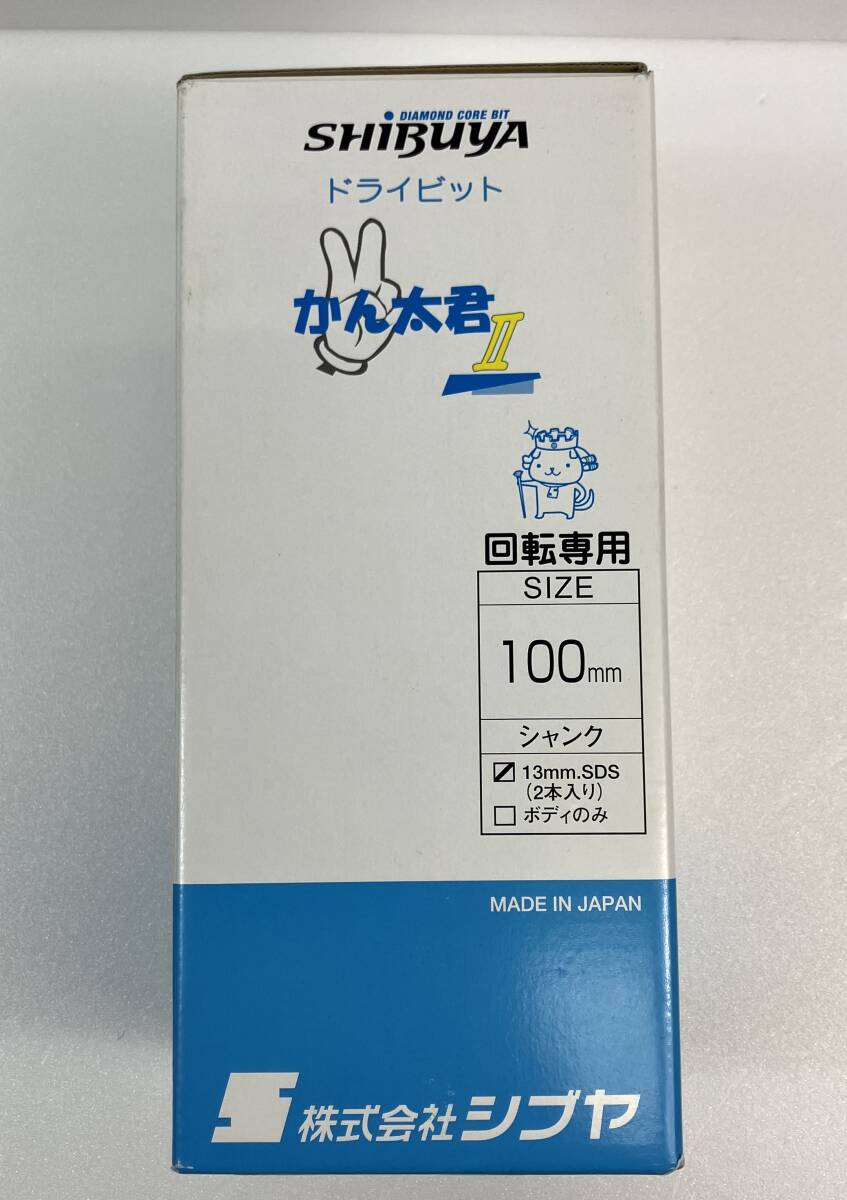 DIAMOND CORE BIT
SHIBUYA
ドライビット
かん太君II
回転専用
SIZE
100mm
シャンク
13mm.SDS
(2本入り)
ボディのみ
MADE IN JAPAN
株式会社シブヤ